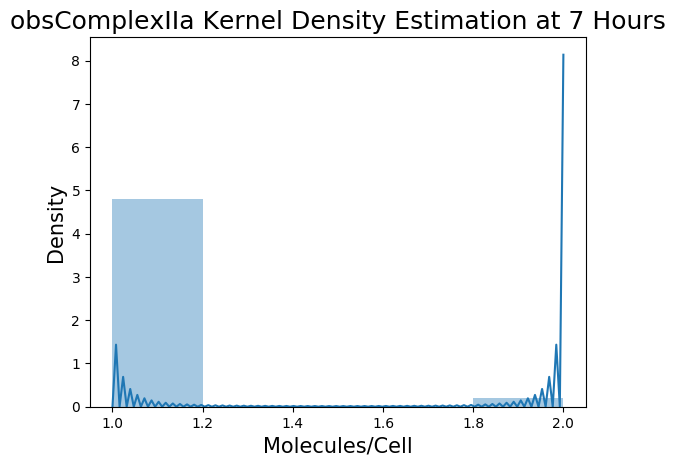 obsComplexIIa Kernel Density Estimation at 7 Hours
Density
8
7
6
5
4
3
2
1
0
1.0 1.2 1.4 1.6 1.8 2.0
Molecules/Cell